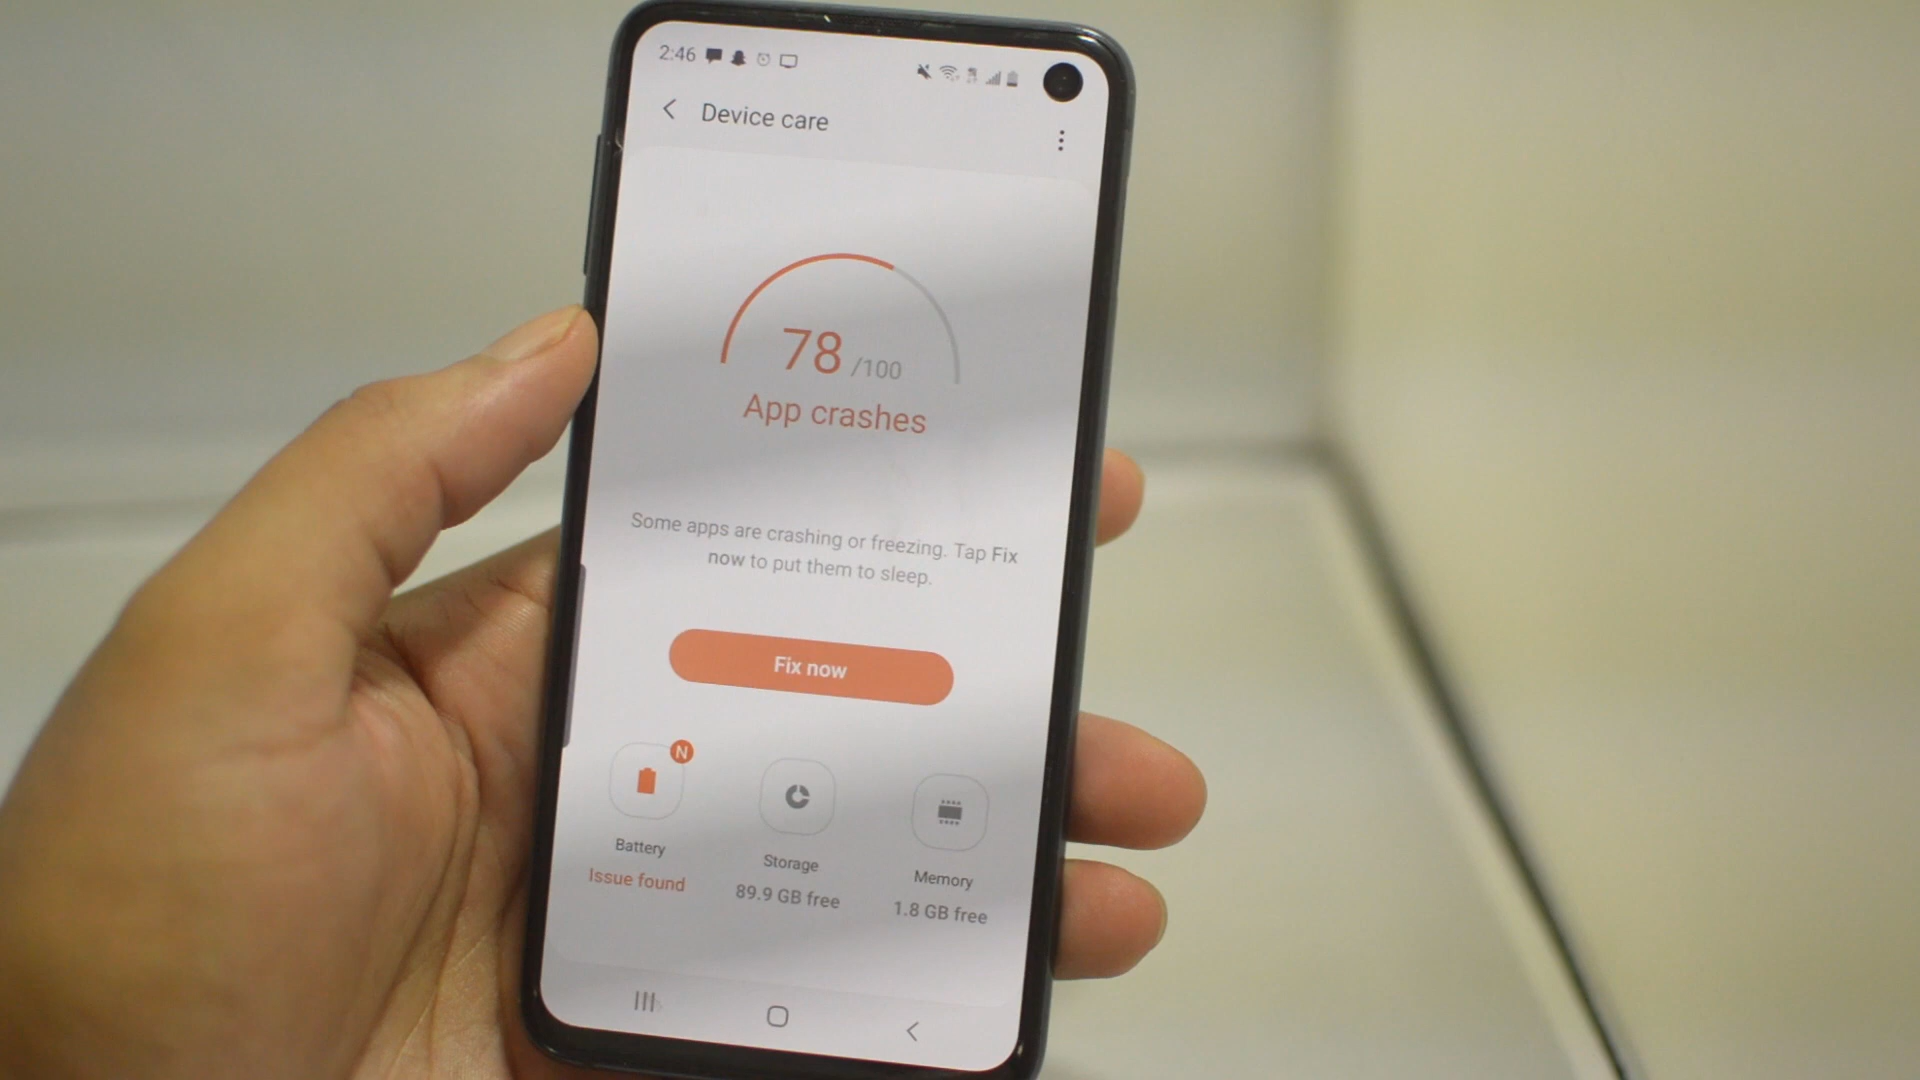 2:46
Device care
78 /100
App crashes
Some apps are crashing or freezing. Tap Fix
now to put them to sleep.
Fix now
N
Battery
Issue found
Storage
89.9 GB free
Memory
1.8 GB free